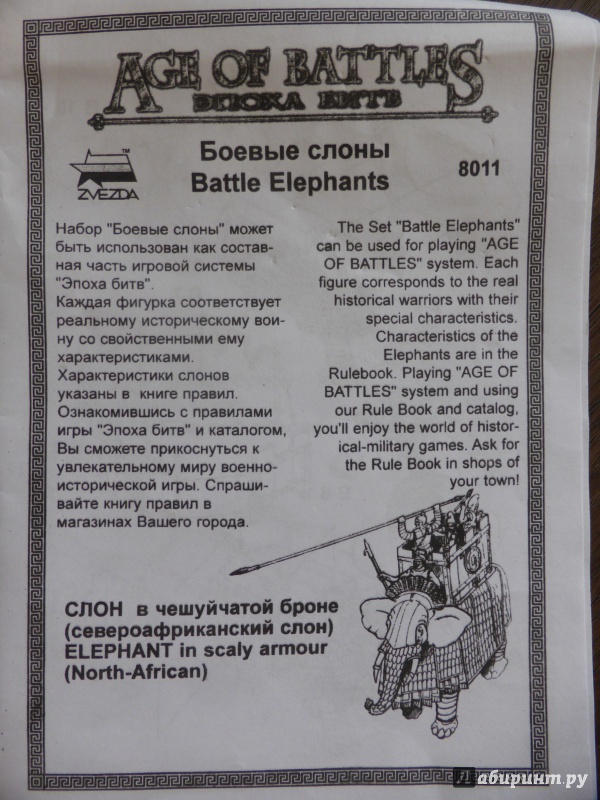 AGE OF BATTLES
ЭПОХА БИТВ
Боевые слоны
Battle Elephants
8011
TM
ZVEZDA
Набор "Боевые слоны" может
быть использован как состав-
ная часть игровой системы
"Эпоха битв".
Каждая фигурка соответствует
реальному историческому вои-
ну со свойственными ему
характеристиками.
Характеристики слонов
указаны в книге правил.
Ознакомившись с правилами
игры "Эпоха битв" и каталогом,
Вы сможете прикоснуться к
увлекательному миру военно-
исторической игры. Спраши-
вайте книгу правил в
магазинах Вашего города.
The Set "Battle Elephants"
can be used for playing "AGE
OF BATTLES" system. Each
figure corresponds to the real
historical warriors with their
special characteristics.
Characteristics of the
Elephants are in the
Rulebook. Playing "AGE OF
BATTLES" system and using
our Rule Book and catalog,
you'll enjoy the world of histor-
ical-military games. Ask for
the Rule Book in shops of
your town!
СЛОН в чешуйчатой броне
(североафриканский слон)
ELEPHANT in scaly armour
(North-African)
Лабиринт.ру